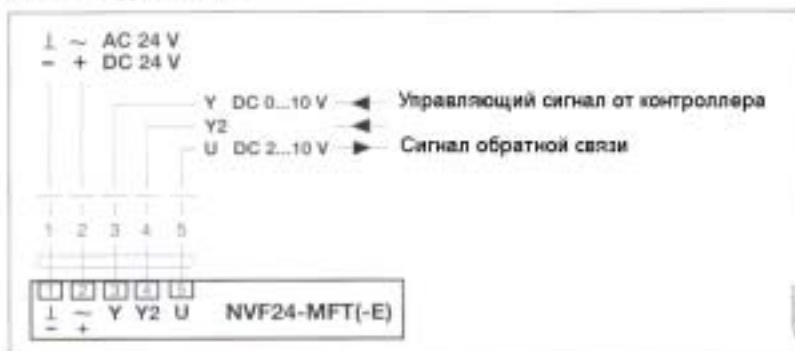 ⊥ ~ AC 24 V
− + DC 24 V
Y DC 0...10 V Управляющий сигнал от контроллера
Y2
U DC 2...10 V Сигнал обратной связи
1 2 3 4 5
1 2 3 4 5
⊥ ~ Y Y2 U NVF24-MFT(-E)
− +